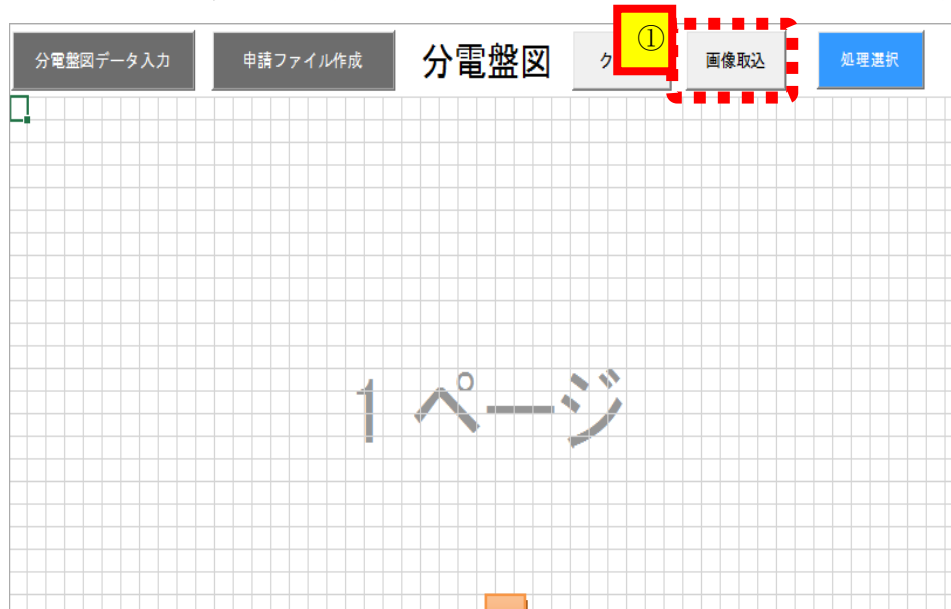 分電盤図データ入力 申請ファイル作成 分電盤図 ク ① 画像取込 処理選択
1 ページ